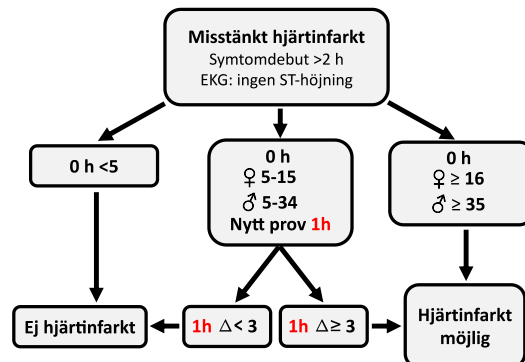 Misstänkt hjärtinfarkt
Symtomdebut >2 h
EKG: ingen ST-höjning
0 h <5
0 h
♀ 5-15
♂ 5-34
Nytt prov 1h
0 h
♀ ≥ 16
♂ ≥ 35
Ej hjärtinfarkt
1h △< 3
1h △≥ 3
Hjärtinfarkt
möjlig